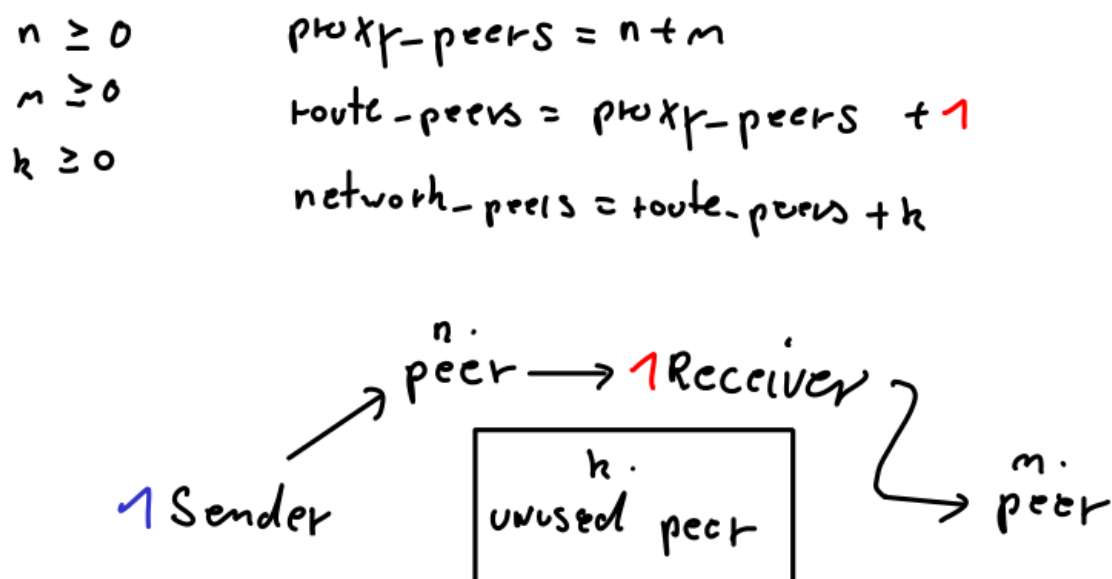 n ≥ 0
m ≥ 0
k ≥ 0
proxy_peers = n + m
route_peers = proxy_peers + 1
network_peers = route_peers + k
n.
peer
1 Receiver
k.
unused peer
m.
peer
1 Sender